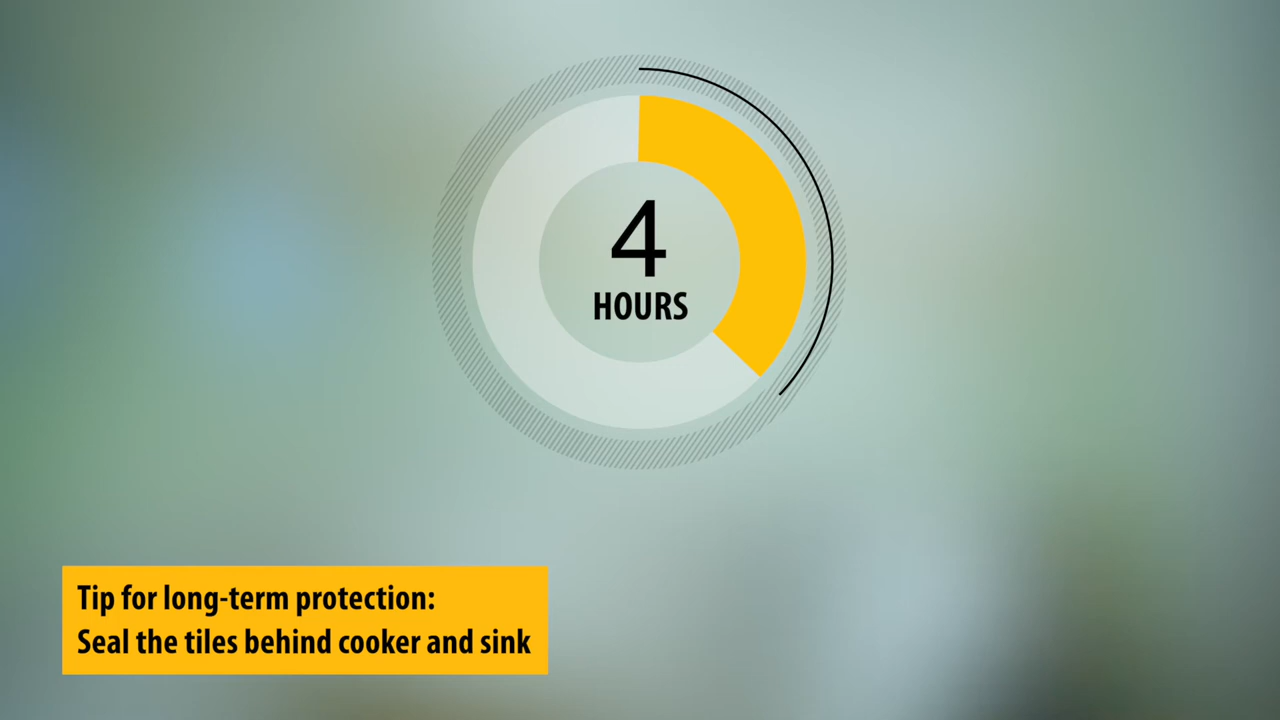 4
HOURS
Tip for long-term protection:
Seal the tiles behind cooker and sink